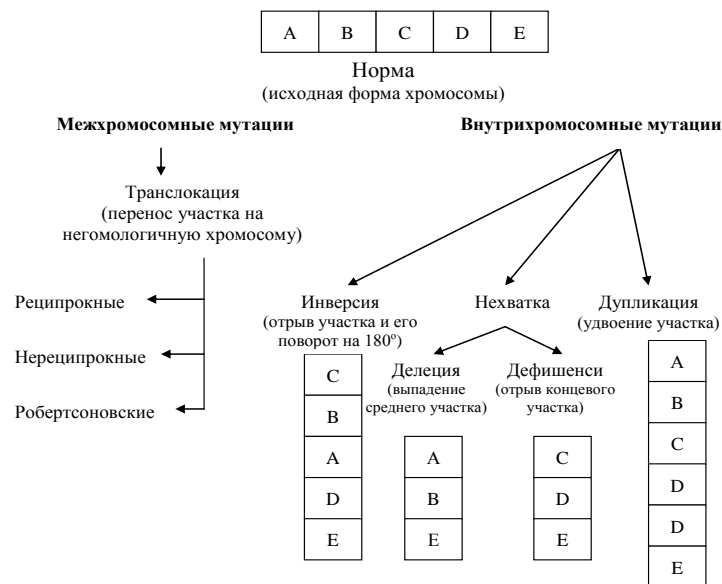 A B C D E
Норма
(исходная форма хромосомы)
Межхромосомные мутации
Внутрихромосомные мутации
Транслокация
(перенос участка на
негомологичную хромосому)
Реципрокные
Нереципрокные
Робертсоновские
Инверсия
(отрыв участка и его
поворот на 180º)
C
B
A
D
E
Нехватка
Делеция
(выпадение
среднего участка)
A
B
E
Дефишенси
(отрыв концевого
участка)
C
D
E
Дупликация
(удвоение участка)
A
B
C
D
D
E